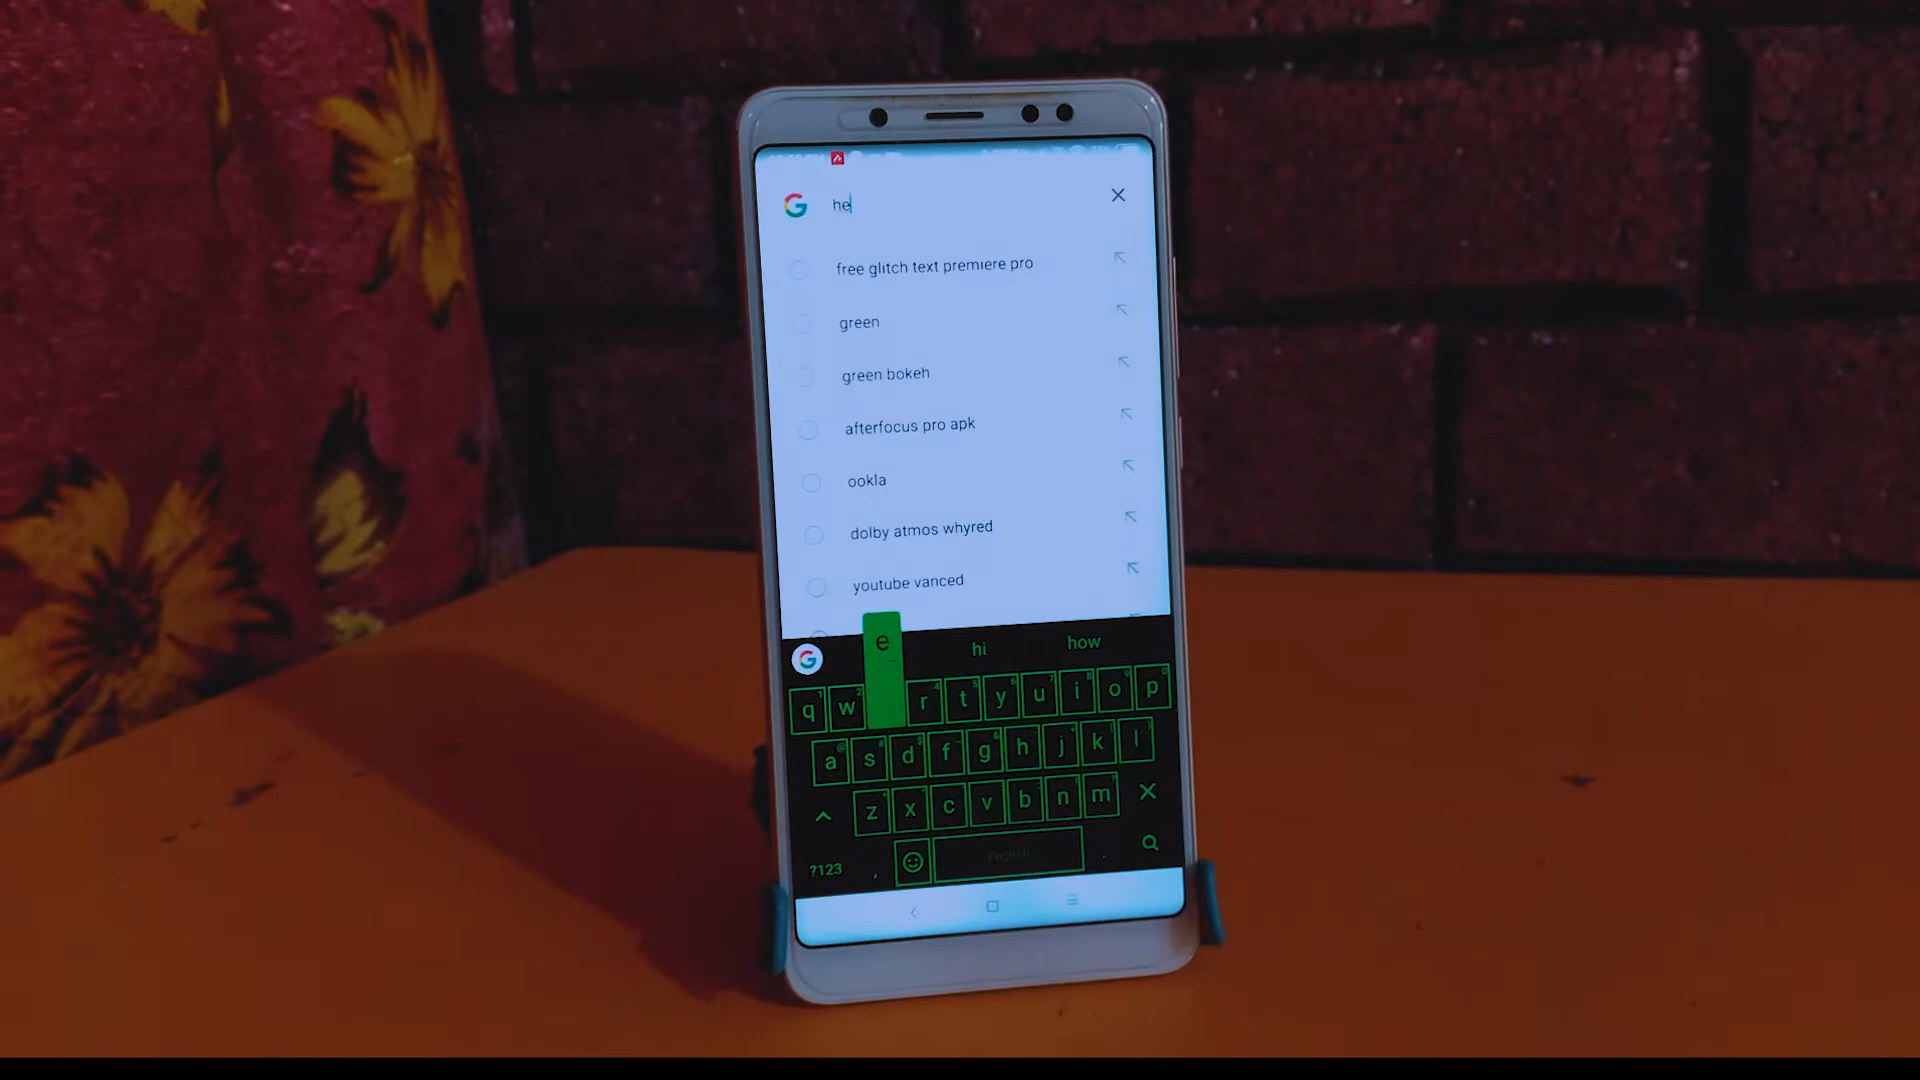 he
free glitch text premiere pro
green
green bokeh
afterfocus pro apk
ookla
dolby atmos whyred
youtube vanced
e hi how
q w r t y u i o p
a s d f g h j k l
z x c v b n m
?123 , English .